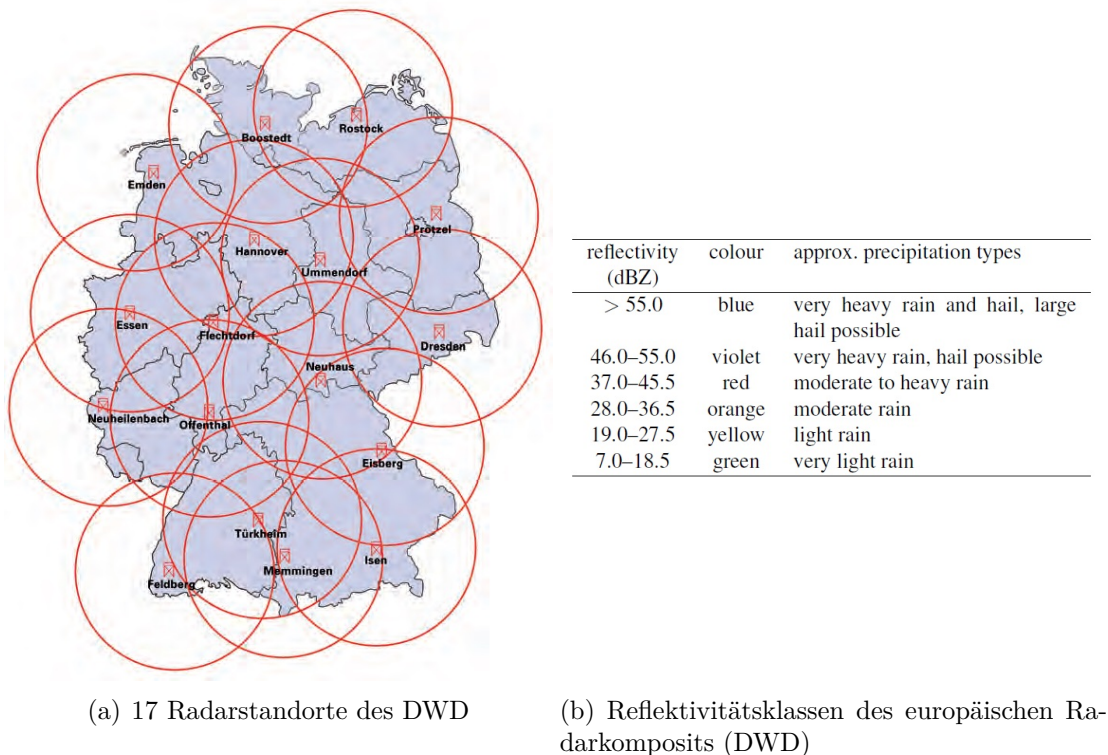 Boostedt
Rostock
Emden
Prötzel
Hannover
Ummendorf
Essen
Flechtdorf
Dresden
Neuhaus
Neuheilenbach
Offenthal
Eisberg
Türkheim
Memmingen
Isen
Feldberg
reflectivity colour approx. precipitation types
(dBZ)
> 55.0 blue very heavy rain and hail, large
hail possible
46.0–55.0 violet very heavy rain, hail possible
37.0–45.5 red moderate to heavy rain
28.0–36.5 orange moderate rain
19.0–27.5 yellow light rain
7.0–18.5 green very light rain
(a) 17 Radarstandorte des DWD
(b) Reflektivitätsklassen des europäischen Ra-
darkomposits (DWD)